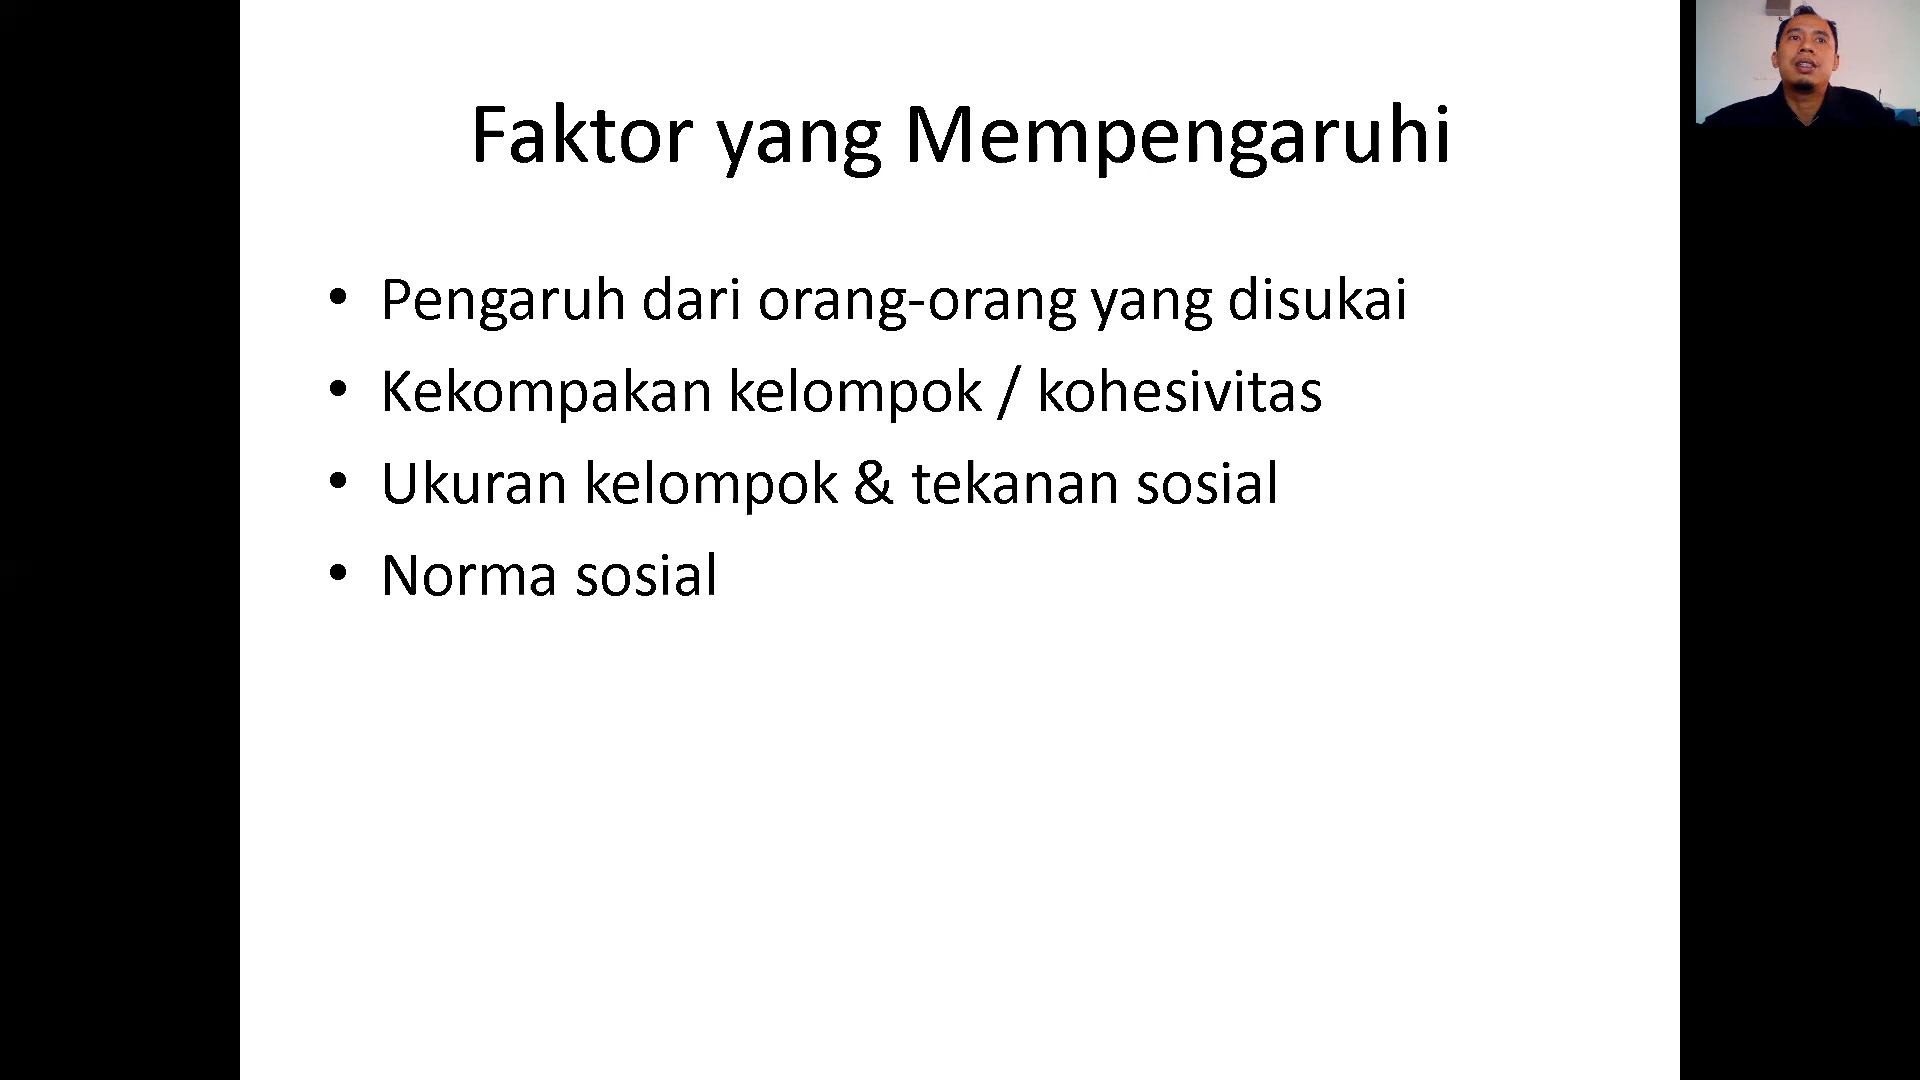 Faktor yang Mempengaruhi
• Pengaruh dari orang-orang yang disukai
• Kekompakan kelompok / kohesivitas
• Ukuran kelompok & tekanan sosial
• Norma sosial